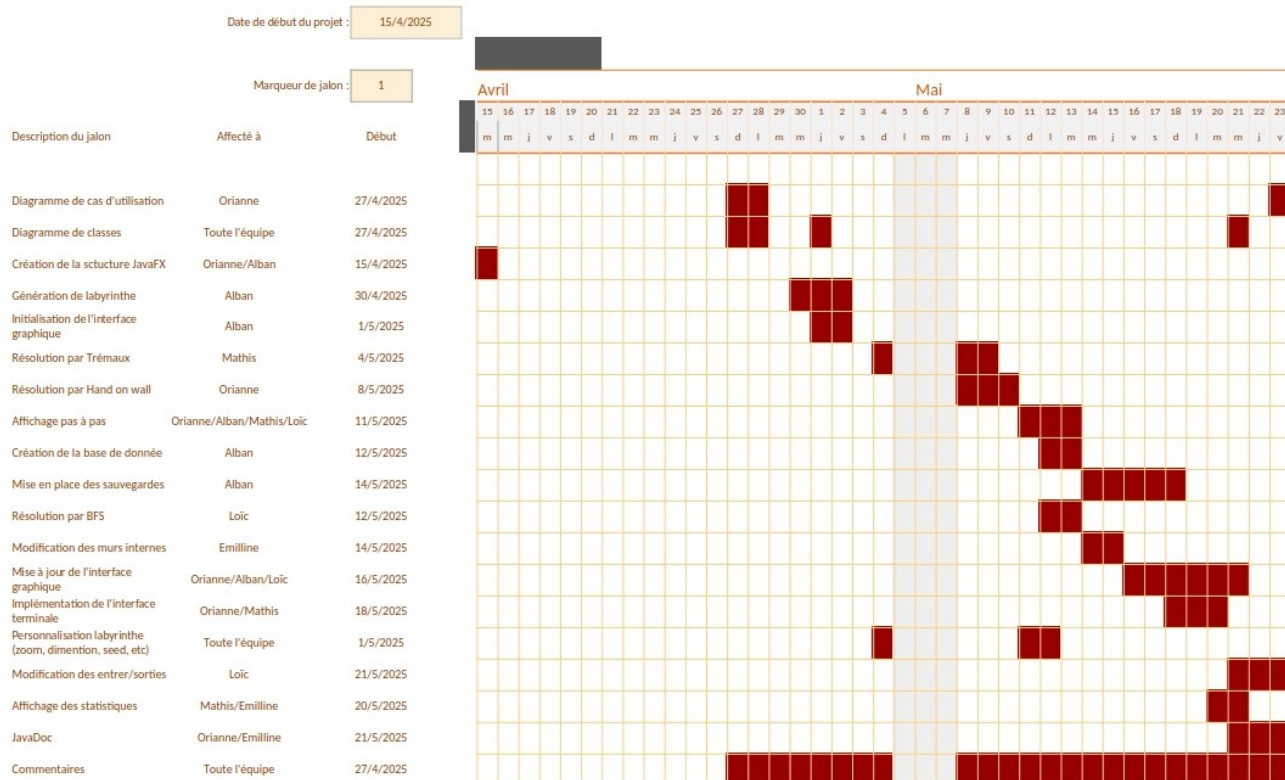 Date de début du projet : 15/4/2025
Marqueur de jalon : 1
Avril Mai
15 16 17 18 19 20 21 22 23 24 25 26 27 28 29 30 1 2 3 4 5 6 7 8 9 10 11 12 13 14 15 16 17 18 19 20 21 22 23
Description du jalon Affecté à Début m m j v s d l m m j v s d l m m j v s d l m m j v s d l m m j v s d l m m j v
Diagramme de cas d'utilisation Orianne 27/4/2025
Diagramme de classes Toute l'équipe 27/4/2025
Création de la sctucture JavaFX Orianne/Alban 15/4/2025
Génération de labyrinthe Alban 30/4/2025
Initialisation de l'interface
graphique Alban 1/5/2025
Résolution par Trémaux Mathis 4/5/2025
Résolution par Hand on wall Orianne 8/5/2025
Affichage pas à pas Orianne/Alban/Mathis/Loïc 11/5/2025
Création de la base de donnée Alban 12/5/2025
Mise en place des sauvegardes Alban 14/5/2025
Résolution par BFS Loïc 12/5/2025
Modification des murs internes Emilline 14/5/2025
Mise à jour de l'interface
graphique Orianne/Alban/Loïc 16/5/2025
Implémentation de l'interface
terminale Orianne/Mathis 18/5/2025
Personnalisation labyrinthe
(zoom, dimention, seed, etc) Toute l'équipe 1/5/2025
Modification des entrer/sorties Loïc 21/5/2025
Affichage des statistiques Mathis/Emilline 20/5/2025
JavaDoc Orianne/Emilline 21/5/2025
Commentaires Toute l'équipe 27/4/2025